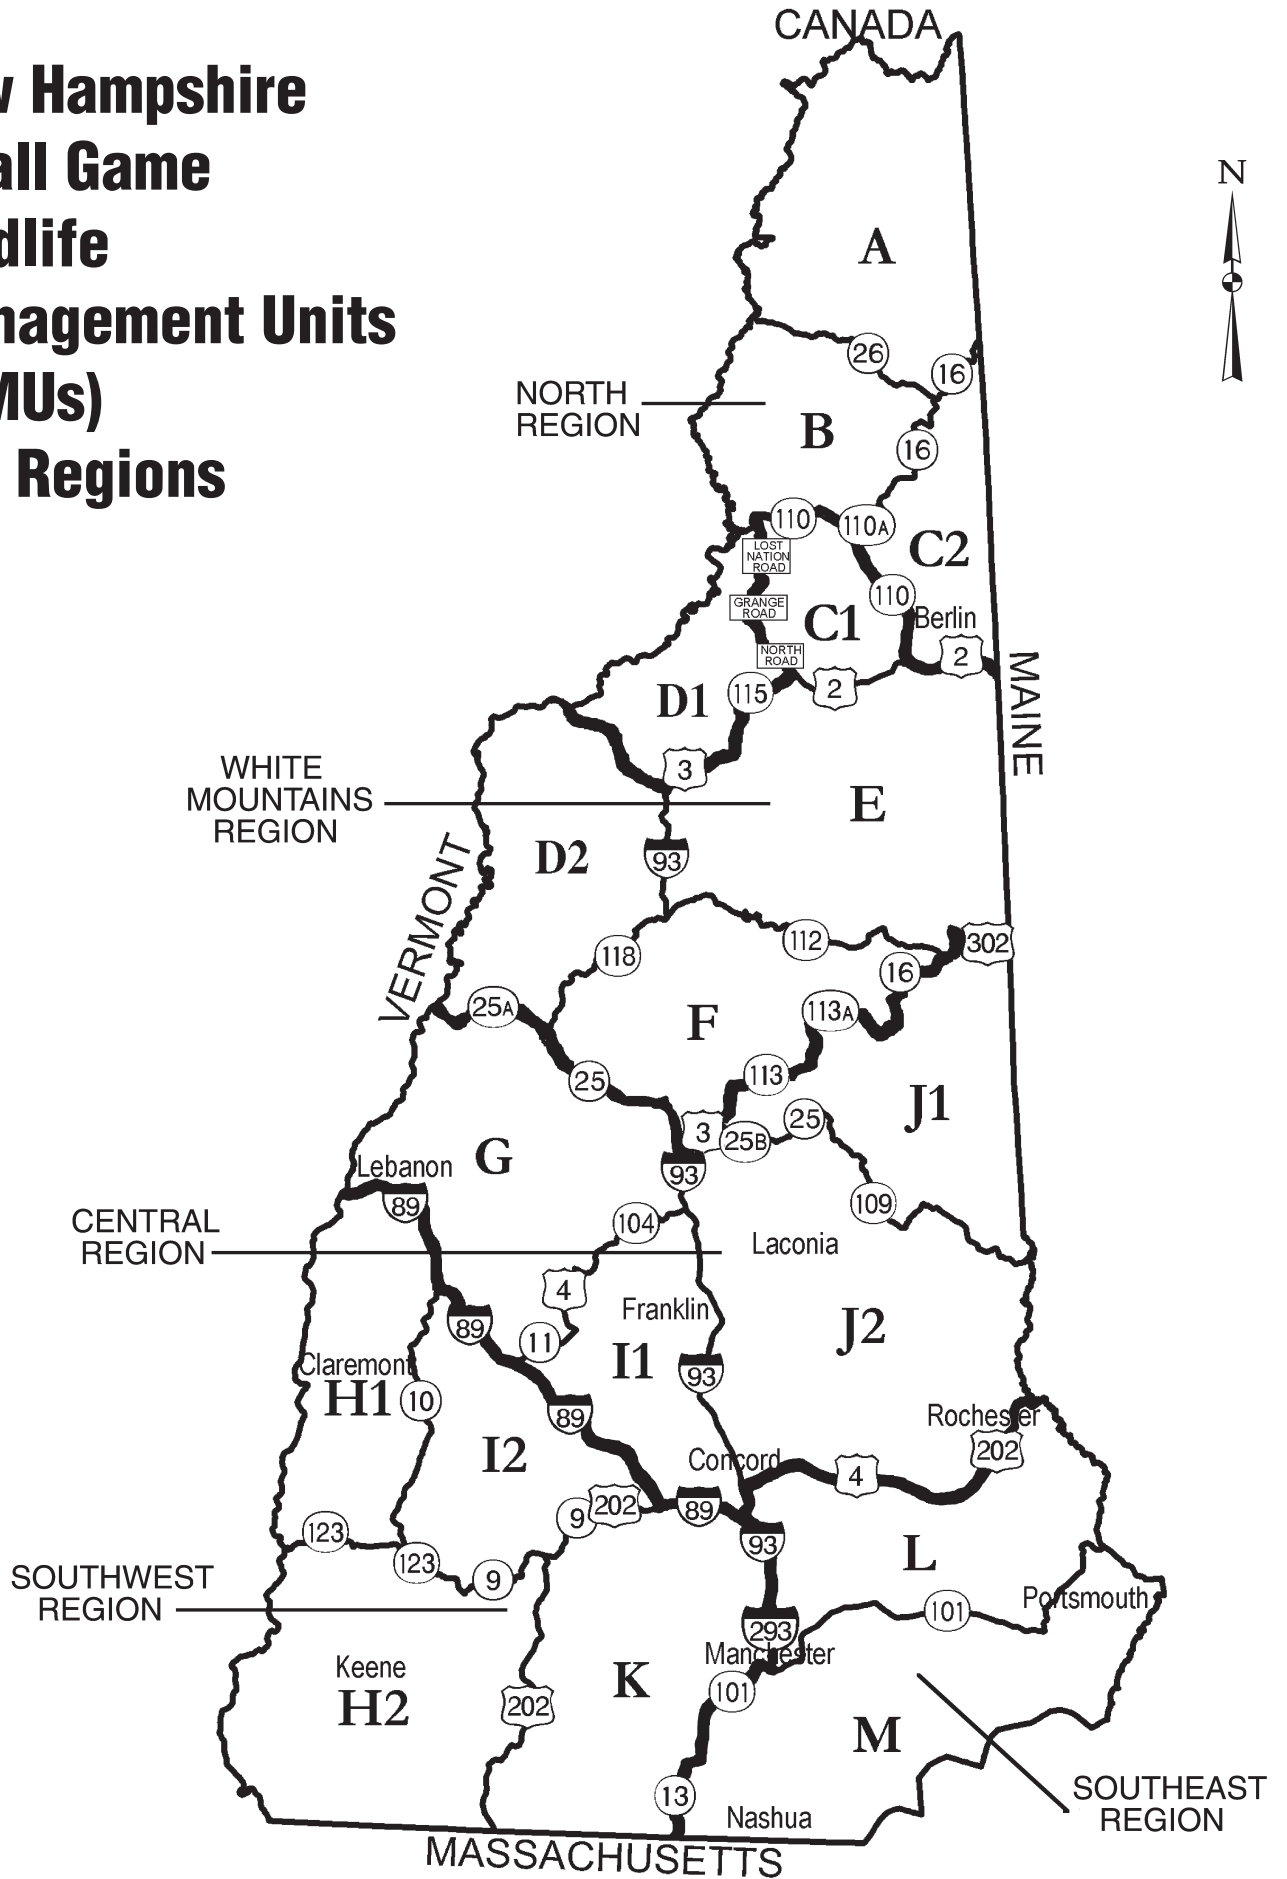 CANADA
Hampshire
Game
nagement Units
Regions
N
A
26
16
NORTH
REGION
B
16
110
110A
LOST
NATION
ROAD
C2
GRANGE
ROAD
110
C1
Berlin
NORTH
ROAD
2
2
MAINE
D1
115
3
WHITE
MOUNTAINS
REGION
E
D2
93
VERMONT
118
112
302
16
25A
F
113A
25
113
J1
3
25B
25
G
93
Lebanon
89
109
CENTRAL
REGION
104
Laconia
4
Franklin
89
11
J2
I1
93
Claremont
H1
10
89
Rochester
I2
202
Concord
4
9
202
89
123
123
93
L
9
SOUTHWEST
REGION
Portsmouth
101
293
Manchester
Keene
K
101
H2
202
M
13
Nashua
SOUTHEAST
REGION
MASSACHUSETTS